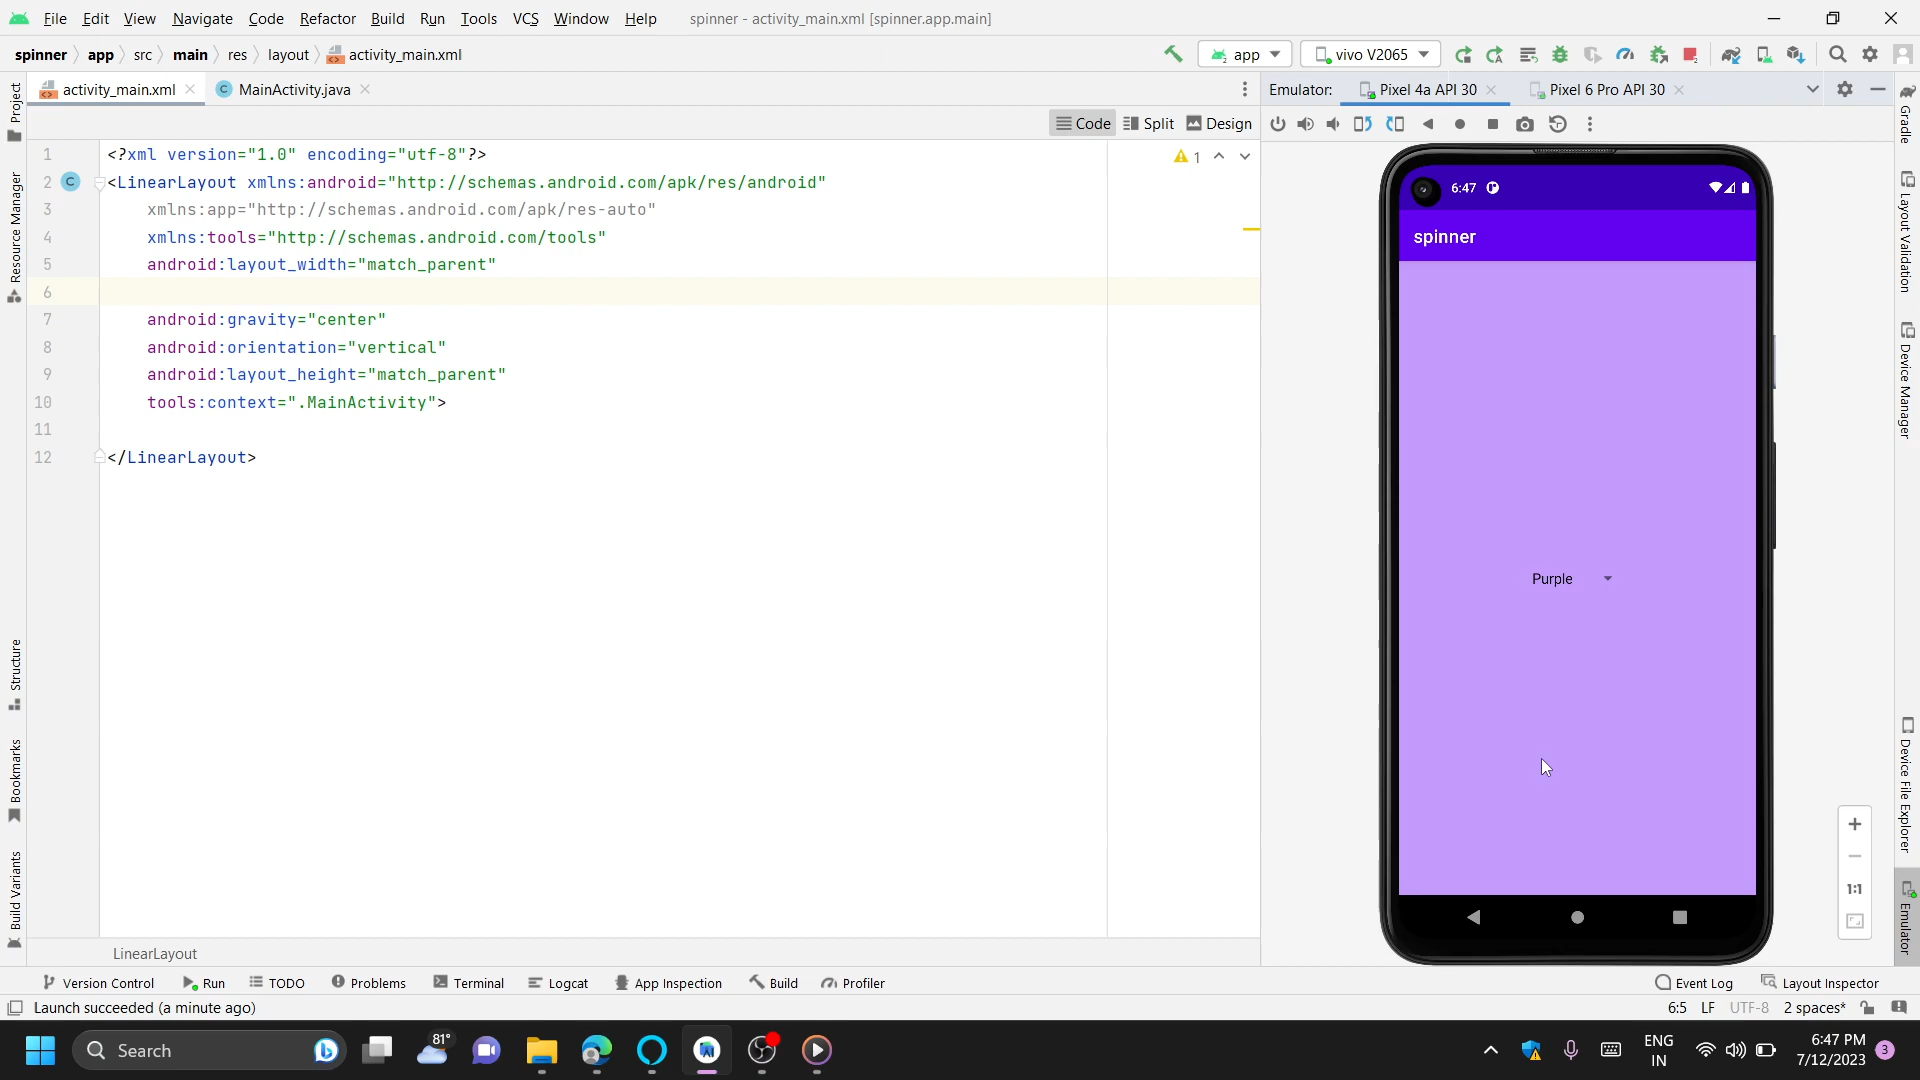 File Edit View Navigate Code Refactor Build Run Tools VCS Window Help spinner - activity_main.xml [spinner.app.main]
spinner app src main res layout activity_main.xml app vivo V2065
activity_main.xml MainActivity.java Emulator: Pixel 4a API 30 Pixel 6 Pro API 30
Code Split Design
1 <?xml version="1.0" encoding="utf-8"?>
2 <LinearLayout xmlns:android="http://schemas.android.com/apk/res/android"
3 xmlns:app="http://schemas.android.com/apk/res-auto"
4 xmlns:tools="http://schemas.android.com/tools"
5 android:layout_width="match_parent"
6
7 android:gravity="center"
8 android:orientation="vertical"
9 android:layout_height="match_parent"
10 tools:context=".MainActivity">
11
12 </LinearLayout>
1
6:47
spinner
Purple
1:1
Project
Resource Manager
Structure
Bookmarks
Build Variants
Gradle
Layout Validation
Device Manager
Device File Explorer
Emulator
LinearLayout
Version Control Run TODO Problems Terminal Logcat App Inspection Build Profiler Event Log Layout Inspector
Launch succeeded (a minute ago) 6:5 LF UTF-8 2 spaces*
Search 81° ENG IN 6:47 PM 7/12/2023 3